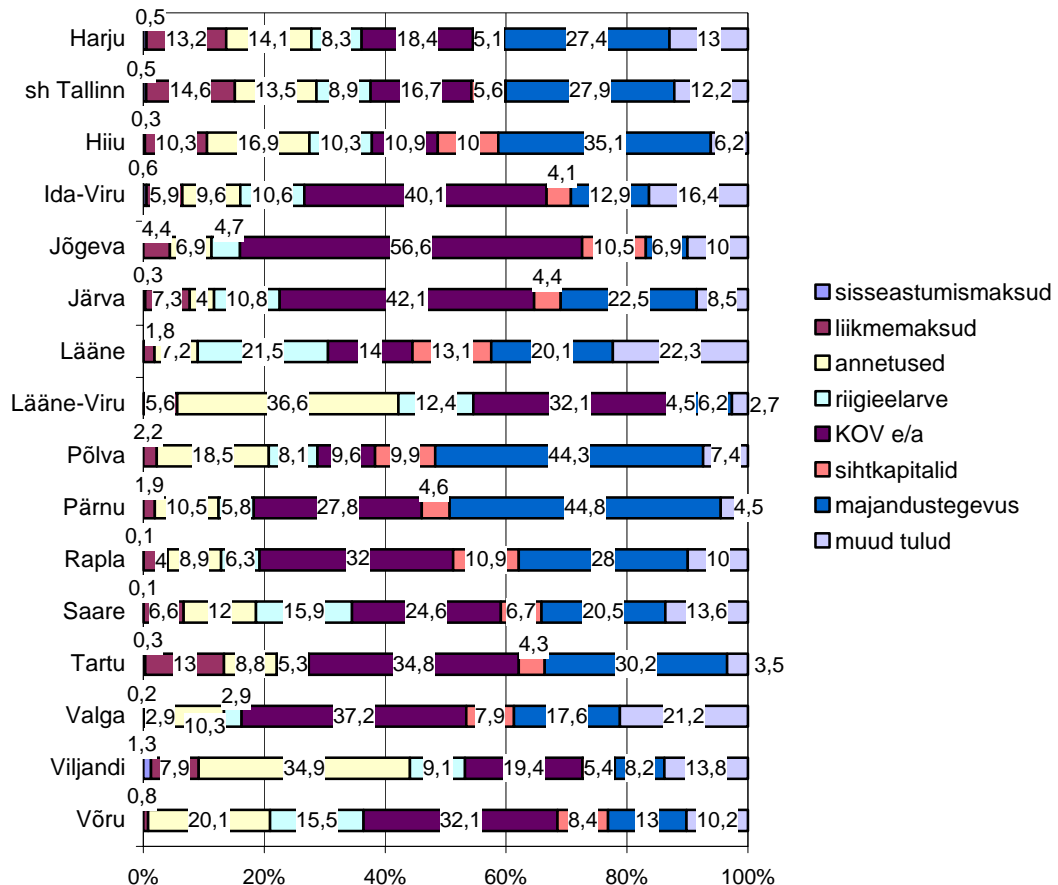 0,5
Harju 13,2 14,1 8,3 18,4 5,1 27,4 13
0,5
sh Tallinn 14,6 13,5 8,9 16,7 5,6 27,9 12,2
0,3
Hiiu 10,3 16,9 10,3 10,9 10 35,1 6,2
0,6 4,1
Ida-Viru 5,9 9,6 10,6 40,1 12,9 16,4
4,4 4,7
Jõgeva 6,9 56,6 10,5 6,9 10
0,3 4,4
Järva 7,3 4 10,8 42,1 22,5 8,5
1,8
Lääne 7,2 21,5 14 13,1 20,1 22,3
Lääne-Viru 5,6 36,6 12,4 32,1 4,5 6,2 2,7
2,2
Põlva 18,5 8,1 9,6 9,9 44,3 7,4
1,9 4,6
Pärnu 10,5 5,8 27,8 44,8 4,5
0,1
Rapla 4 8,9 6,3 32 10,9 28 10
0,1
Saare 6,6 12 15,9 24,6 6,7 20,5 13,6
0,3 4,3
Tartu 13 8,8 5,3 34,8 30,2 3,5
0,2 2,9
Valga 2,9 10,3 37,2 7,9 17,6 21,2
1,3
Viljandi 7,9 34,9 9,1 19,4 5,4 8,2 13,8
0,8
Võru 20,1 15,5 32,1 8,4 13 10,2
0% 20% 40% 60% 80% 100%
sisseastumismaksud
liikmemaksud
annetused
riigieelarve
KOV e/a
sihtkapitalid
majandustegevus
muud tulud